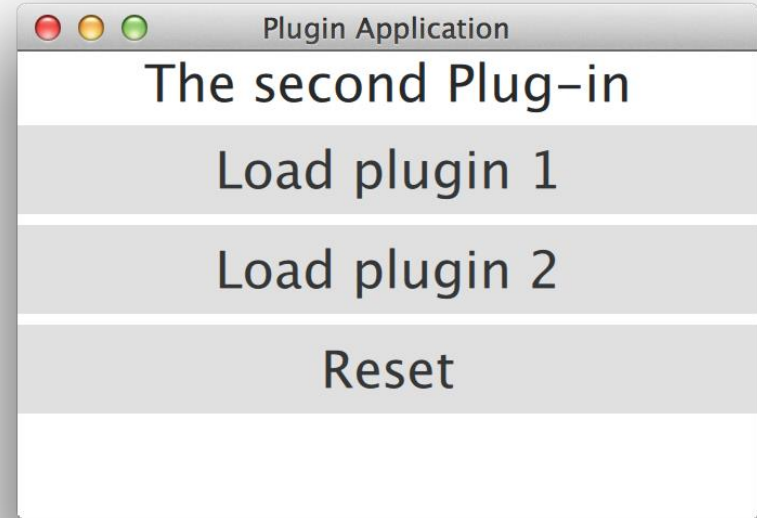 Plugin Application
The second Plug-in
Load plugin 1
Load plugin 2
Reset